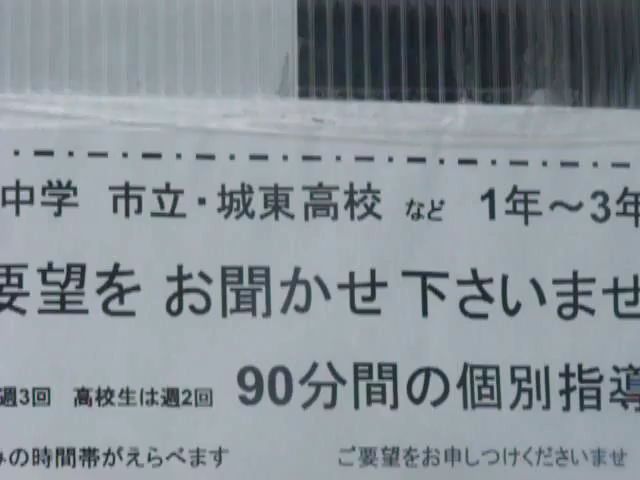 中学 市立・城東高校 など 1年～3年
要望を お聞かせ 下さいませ
週3回 高校生は週2回 90分間の個別指導
みの時間帯がえらべます ご要望をお申しつけくださいませ